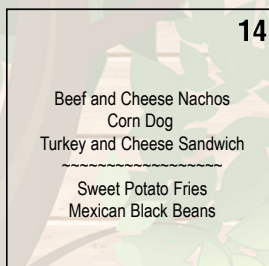 14
Beef and Cheese Nachos
Corn Dog
Turkey and Cheese Sandwich
~~~~~~~~~~~~~~~~~~
Sweet Potato Fries
Mexican Black Beans